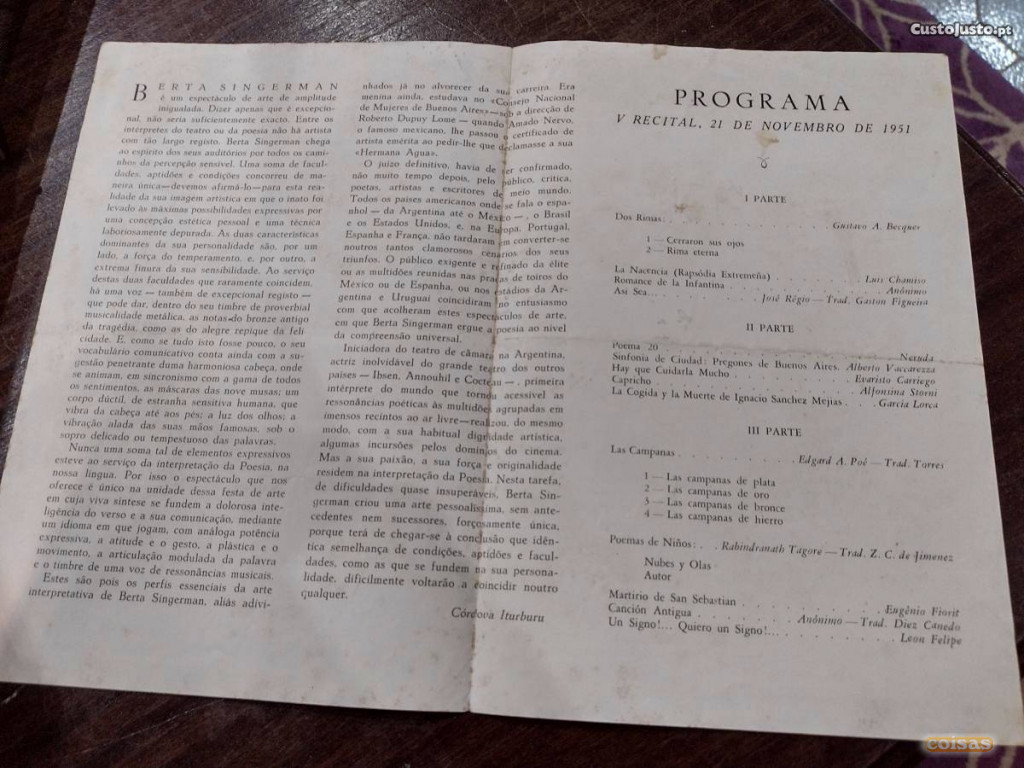 CustoJusto.pt
BERTA SINGERMAN
é um espectáculo de arte de amplitude
inigualada. Dizer apenas que é excepcio-
nal, não seria suficientemente exacto. Entre os
intérpretes do teatro ou da poesia não há artista
com tão largo registo. Berta Singerman chega
ao espírito dos seus auditórios por todos os cami-
nhos da percepção sensível. Uma soma de facul-
dades, aptidões e condições concorreu de ma-
neira única—devemos afirmá-lo—para esta rea-
lidade da sua imagem artística em que o inato foi
levado às máximas possibilidades expressivas por
uma concepção estética pessoal e uma técnica
laboriosamente depurada. As duas características
dominantes da sua personalidade são, por um
lado, a força do temperamento, e, por outro, a
extrema finura da sua sensibilidade. Ao serviço
destas duas faculdades que raramente coincidem,
há uma voz — também de excepcional registo —
que pode dar, dentro do seu timbre de proverbial
musicalidade metálica, as notas do bronze antigo
da tragédia, como as do alegre repique da feli-
cidade. E, como se tudo isto fosse pouco, o seu
vocabulário comunicativo conta ainda com a su-
gestão penetrante duma harmoniosa cabeça, onde
se animam, em sincronismo com a gama de todos
os sentimentos, as máscaras das nove musas; um
corpo dúctil, de estranha sensitiva humana, que
vibra da cabeça até aos pés; a luz dos olhos; a
vibração alada das suas mãos famosas, sob o
sopro delicado ou tempestuoso das palavras.
Nunca uma soma tal de elementos expressivos
esteve ao serviço da interpretação da Poesia, na
nossa língua. Por isso o espectáculo que nos
oferece é único na unidade dessa festa de arte
em cuja viva síntese se fundem a dolorosa inte-
ligência do verso e a sua comunicação, mediante
um idioma em que jogam, com análoga potência
expressiva, a atitude e o gesto, a plástica e o
movimento, a articulação modulada da palavra
e o timbre de uma voz de ressonâncias musicais.
Estes são pois os perfis essenciais da arte
interpretativa de Berta Singerman, aliás adivi-
nhados já no alvorecer da sua carreira. Era
menina ainda, estudava no «Consejo Nacional
de Mujeres de Buenos Aires»—sob a direcção de
Roberto Dupuy Lome — quando Amado Nervo,
o famoso mexicano, lhe passou o certificado de
artista emérita ao pedir-lhe que declamasse a sua
«Hermana Agua».
O juízo definitivo, havia de ser confirmado,
não muito tempo depois, pelo público, crítica,
poetas, artistas e escritores de meio mundo.
Todos os países americanos onde se fala o espa-
nhol — da Argentina até o México —, o Brasil
e os Estados Unidos, e, na Europa, Portugal,
Espanha e França, não tardaram em converter-se
noutros tantos clamorosos cenários dos seus
triunfos. O público exigente e refinado da élite
ou as multidões reunidas nas praças de toiros do
México ou de Espanha, ou nos estádios da Ar-
gentina e Uruguai coincidiram no entusiasmo
com que acolheram estes espectáculos de arte,
em que Berta Singerman ergue a poesia ao nível
da compreensão universal.
Iniciadora do teatro de câmara na Argentina,
actriz inolvidável do grande teatro dos outros
países — Ibsen, Annouhil e Cocteau —, primeira
intérprete do mundo que tornou acessível as
ressonâncias poéticas às multidões agrupadas em
imensos recintos ao ar livre—realizou, do mesmo
modo, com a sua habitual dignidade artística,
algumas incursões pelos domínios do cinema.
Mas a sua paixão, a sua força e originalidade
residem na interpretação da Poesia. Nesta tarefa,
de dificuldades quase insuperáveis, Berta Sin-
german criou uma arte pessoalíssima, sem ante-
cedentes nem sucessores, forçosamente única,
porque terá de chegar-se à conclusão que idên-
tica semelhança de condições, aptidões e facul-
dades, como as que se fundem na sua persona-
lidade, dificilmente voltarão a coincidir noutro
qualquer.
Córdova Iturburu
PROGRAMA
V RECITAL, 21 DE NOVEMBRO DE 1951
I PARTE
Dos Rimas: . . . . . . . . . . . . Gustavo A. Becquer
1 — Cerraron sus ojos
2 — Rima eterna
La Nacencia (Rapsódia Extremeña) . . . . . . . Luis Chamiso
Romance de la Infantina . . . . . . . . . . . Anónimo
Asi Sea. . . . . . . . . José Régio — Trad. Gaston Figueira
II PARTE
Poema 20 . . . . . . . . . . . . . . . Neruda
Sinfonia de Ciudad: Pregones de Buenos Aires. Alberto Vaccarezza
Hay que Cuidarla Mucho . . . . . . . . . Evaristo Carriego
Capricho . . . . . . . . . . . . . . Alfonsina Storni
La Cogida y la Muerte de Ignacio Sanchez Mejias . . . Garcia Lorca
III PARTE
Las Campanas . . . . . . . . . Edgard A. Poë — Trad. Torres
1 — Las campanas de plata
2 — Las campanas de oro
3 — Las campanas de bronce
4 — Las campanas de hierro
Poemas de Niños: . . Rabindranath Tagore — Trad. Z. C. de Jimenez
Nubes y Olas
Autor
Martirio de San Sebastian . . . . . . . . . . Eugénio Fiorit
Canción Antigua . . . . . . . . Anónimo — Trad. Diez Canedo
Un Signo!... Quiero un Signo!... . . . . . . . . Leon Felipe
coisas